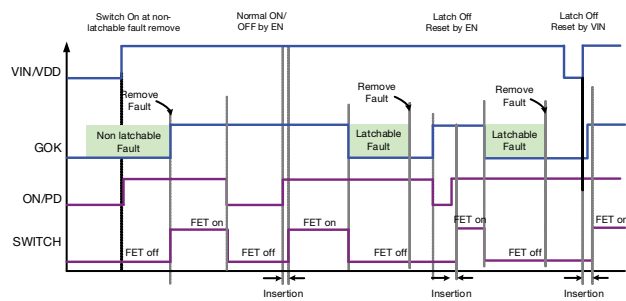 Switch On at non-
latchable fault remove
Normal ON/
OFF by EN
Latch Off
Reset by EN
Latch Off
Reset by VIN
VIN/VDD
Remove
Fault
Remove
Fault
Remove
Fault
Non latchable
Fault
Latchable
Fault
Latchable
Fault
GOK
ON/PD
FET on
FET on
FET on
FET on
SWITCH
FET off
FET off
FET off
FET off
Insertion
Insertion
Insertion